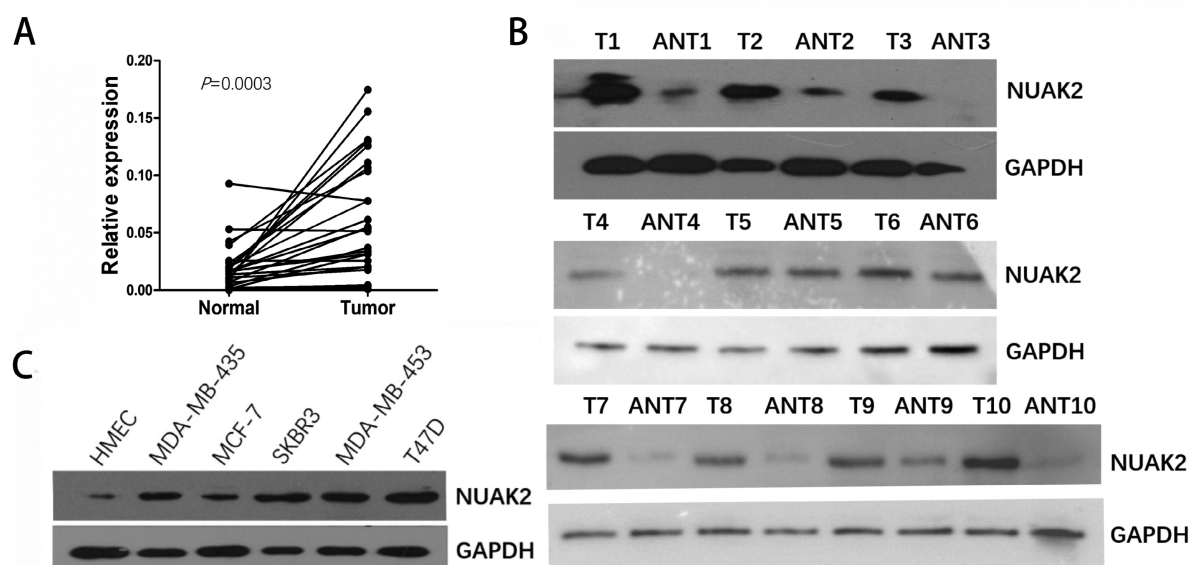 A
P=0.0003
Relative expression
0.20
0.15
0.10
0.05
0.00
Normal Tumor
B
T1 ANT1 T2 ANT2 T3 ANT3
NUAK2
GAPDH
T4 ANT4 T5 ANT5 T6 ANT6
NUAK2
GAPDH
T7 ANT7 T8 ANT8 T9 ANT9 T10 ANT10
NUAK2
GAPDH
C
HMEC MDA-MB-435 MCF-7 SKBR3 MDA-MB-453 T47D
NUAK2
GAPDH